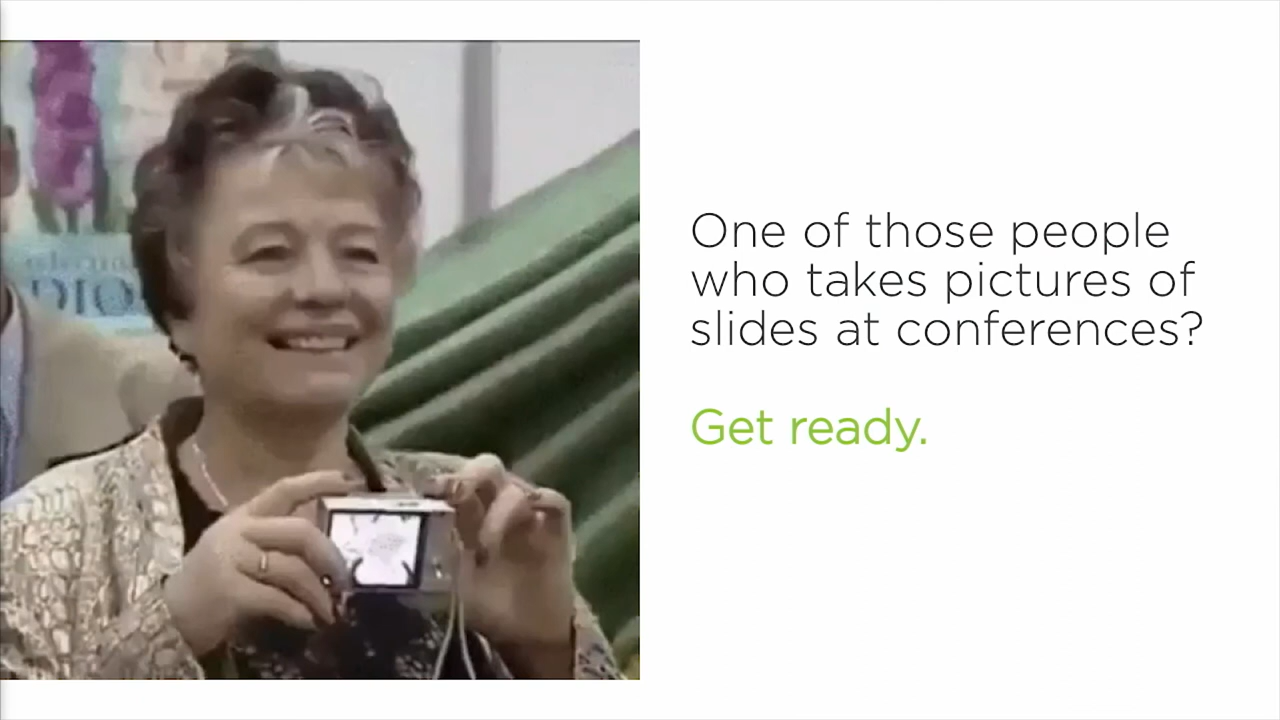 One of those people
who takes pictures of
slides at conferences?
Get ready.